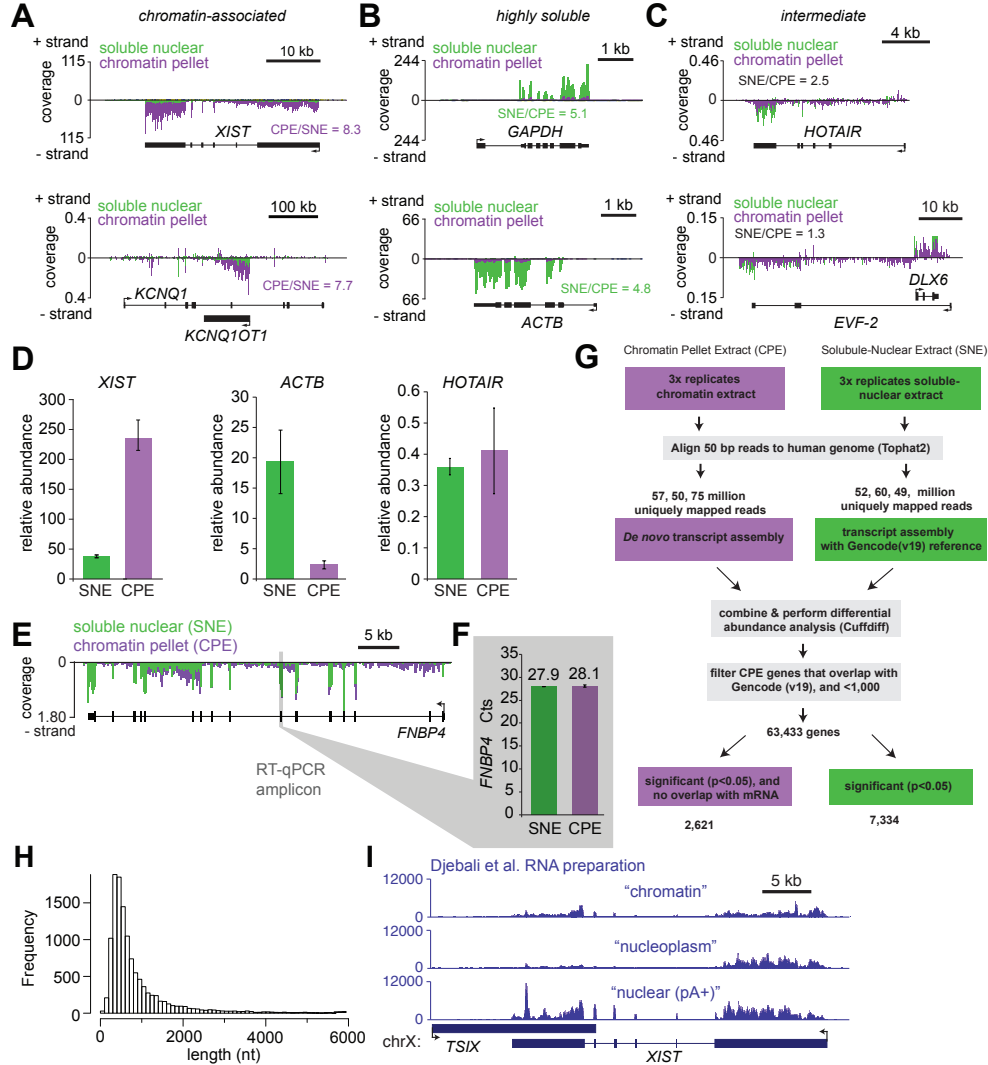 A
chromatin-associated
+ strand
soluble nuclear
chromatin pellet
10 kb
115
0
115
coverage
XIST
CPE/SNE = 8.3
- strand
+ strand
soluble nuclear
chromatin pellet
100 kb
0.4
0
0.4
coverage
KCNQ1
CPE/SNE = 7.7
- strand
KCNQ1OT1
B
highly soluble
+ strand
soluble nuclear
chromatin pellet
1 kb
244
0
244
coverage
SNE/CPE = 5.1
GAPDH
- strand
+ strand
soluble nuclear
chromatin pellet
1 kb
66
0
66
coverage
SNE/CPE = 4.8
- strand
ACTB
C
intermediate
+ strand
soluble nuclear
chromatin pellet
4 kb
0.46
0
0.46
coverage
SNE/CPE = 2.5
HOTAIR
- strand
+ strand
soluble nuclear
chromatin pellet
10 kb
0.15
0
0.15
coverage
SNE/CPE = 1.3
DLX6
- strand
EVF-2
D
XIST
relative abundance
300
250
200
150
100
50
0
SNE CPE
ACTB
relative abundance
30
25
20
15
10
5
0
SNE CPE
HOTAIR
relative abundance
0.6
0.5
0.4
0.3
0.2
0.1
0
SNE CPE
E
soluble nuclear (SNE)
chromatin pellet (CPE)
5 kb
coverage
0
1.80
- strand
FNBP4
RT-qPCR
amplicon
F
FNBP4 Cts
35
30
25
20
15
10
5
0
27.9 28.1
SNE CPE
G
Chromatin Pellet Extract (CPE)
Solubule-Nuclear Extract (SNE)
3x replicates
chromatin extract
3x replicates soluble-
nuclear extract
Align 50 bp reads to human genome (Tophat2)
57, 50, 75 million
uniquely mapped reads
52, 60, 49, million
uniquely mapped reads
De novo transcript assembly
transcript assembly
with Gencode(v19) reference
combine & perform differential
abundance analysis (Cuffdiff)
filter CPE genes that overlap with
Gencode (v19), and <1,000
63,433 genes
significant (p<0.05), and
no overlap with mRNA
significant (p<0.05)
2,621
7,334
H
Frequency
1500
1000
500
0
0 2000 4000 6000
length (nt)
I
Djebali et al. RNA preparation
5 kb
12000
0
"chromatin"
12000
0
"nucleoplasm"
12000
0
"nuclear (pA+)"
chrX:
TSIX
XIST